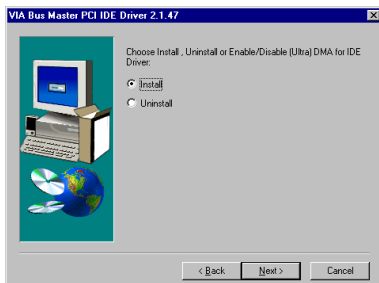 VIA Bus Master PCI IDE Driver 2.1.47
Choose Install , Uninstall or Enable/Disable (Ultra) DMA for IDE
Driver:
Install
Uninstall
< Back Next > Cancel